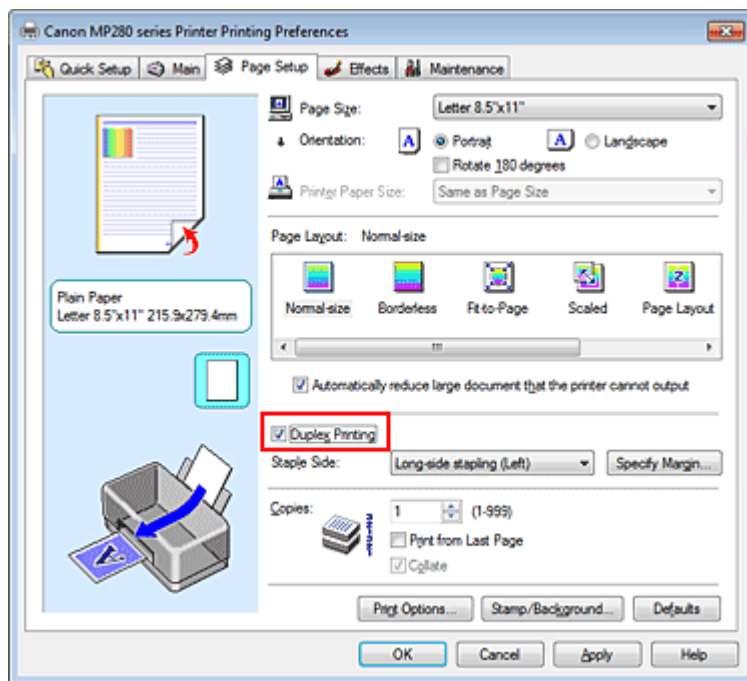 Canon MP280 series Printer Printing Preferences
Quick Setup Main Page Setup Effects Maintenance
Page Size: Letter 8.5"x11"
Orientation: A Portrait A Landscape
Rotate 180 degrees
Printer Paper Size: Same as Page Size
Page Layout: Normal-size
Normal-size Borderless Fit-to-Page Scaled Page Layout
Plain Paper
Letter 8.5"x11" 215.9x279.4mm
Automatically reduce large document that the printer cannot output
Duplex Printing
Staple Side: Long-side stapling (Left) Specify Margin...
Copies: 1 (1-999)
Print from Last Page
Collate
Print Options... Stamp/Background... Defaults
OK Cancel Apply Help